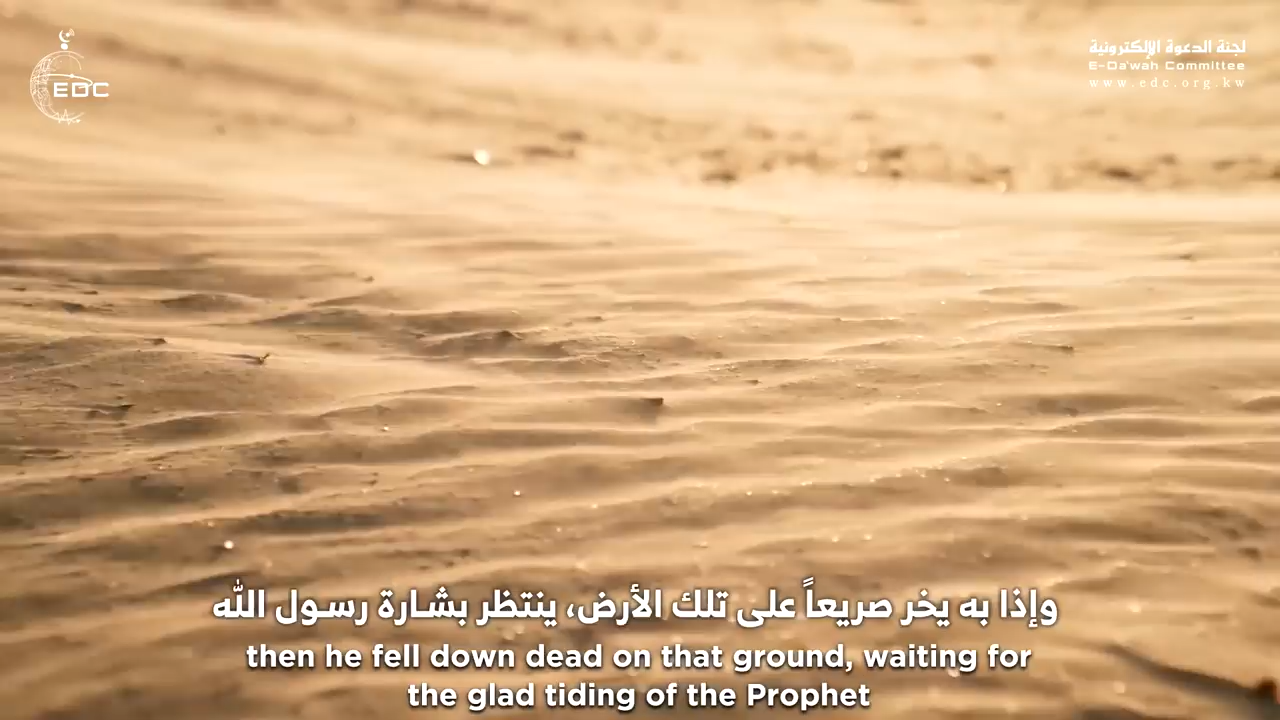 EDC
لجنة الدعوة الإلكترونية
E-Da'wah Committee
www.edc.org.kw
وإذا به يخر صريعاً على تلك الأرض، ينتظر بشارة رسول الله
then he fell down dead on that ground, waiting for
the glad tiding of the Prophet